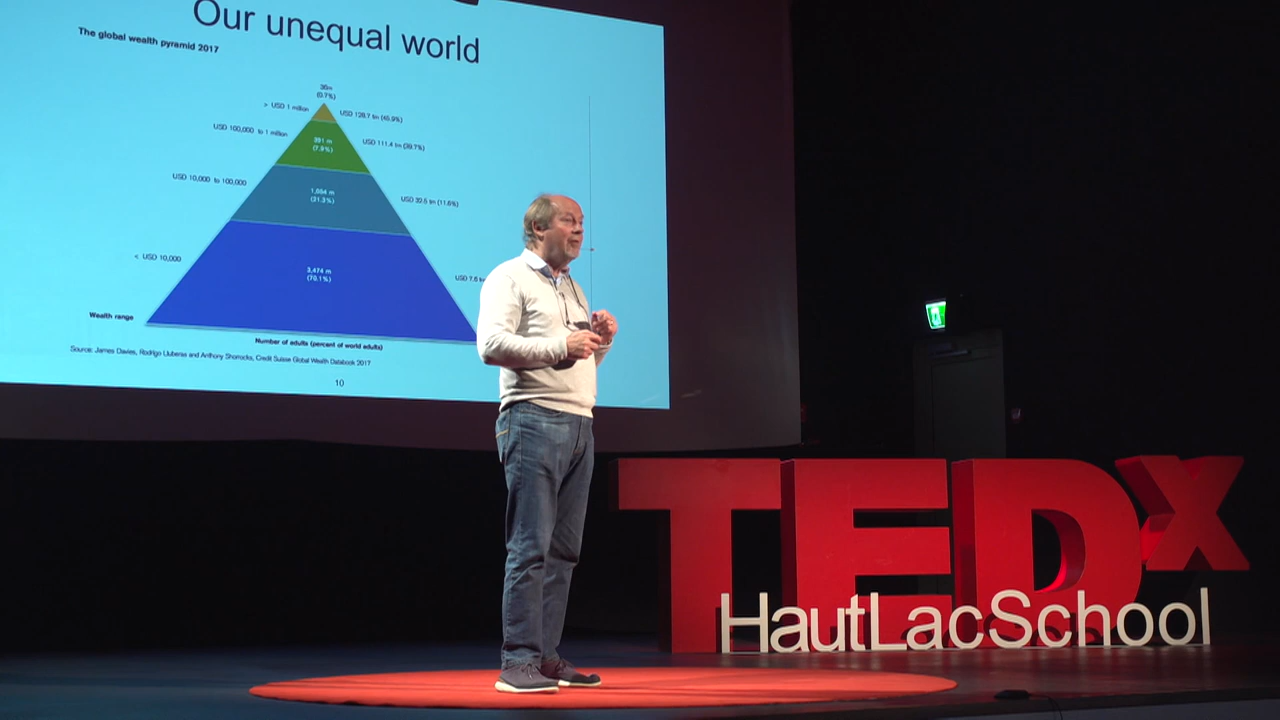 Our unequal world
The global wealth pyramid 2017
36m
(0.7%)
> USD 1 million
USD 128.7 trn (45.9%)
USD 100,000 to 1 million
391 m
(7.9%)
USD 111.4 trn (39.7%)
USD 10,000 to 100,000
1,054 m
(21.3%)
USD 32.5 trn (11.6%)
< USD 10,000
3,474 m
(70.1%)
USD 7.6
Wealth range
Number of adults (percent of world adults)
Source: James Davies, Rodrigo Lluberas and Anthony Shorrocks, Credit Suisse Global Wealth Databook 2017
10
TEDx
HautLacSchool